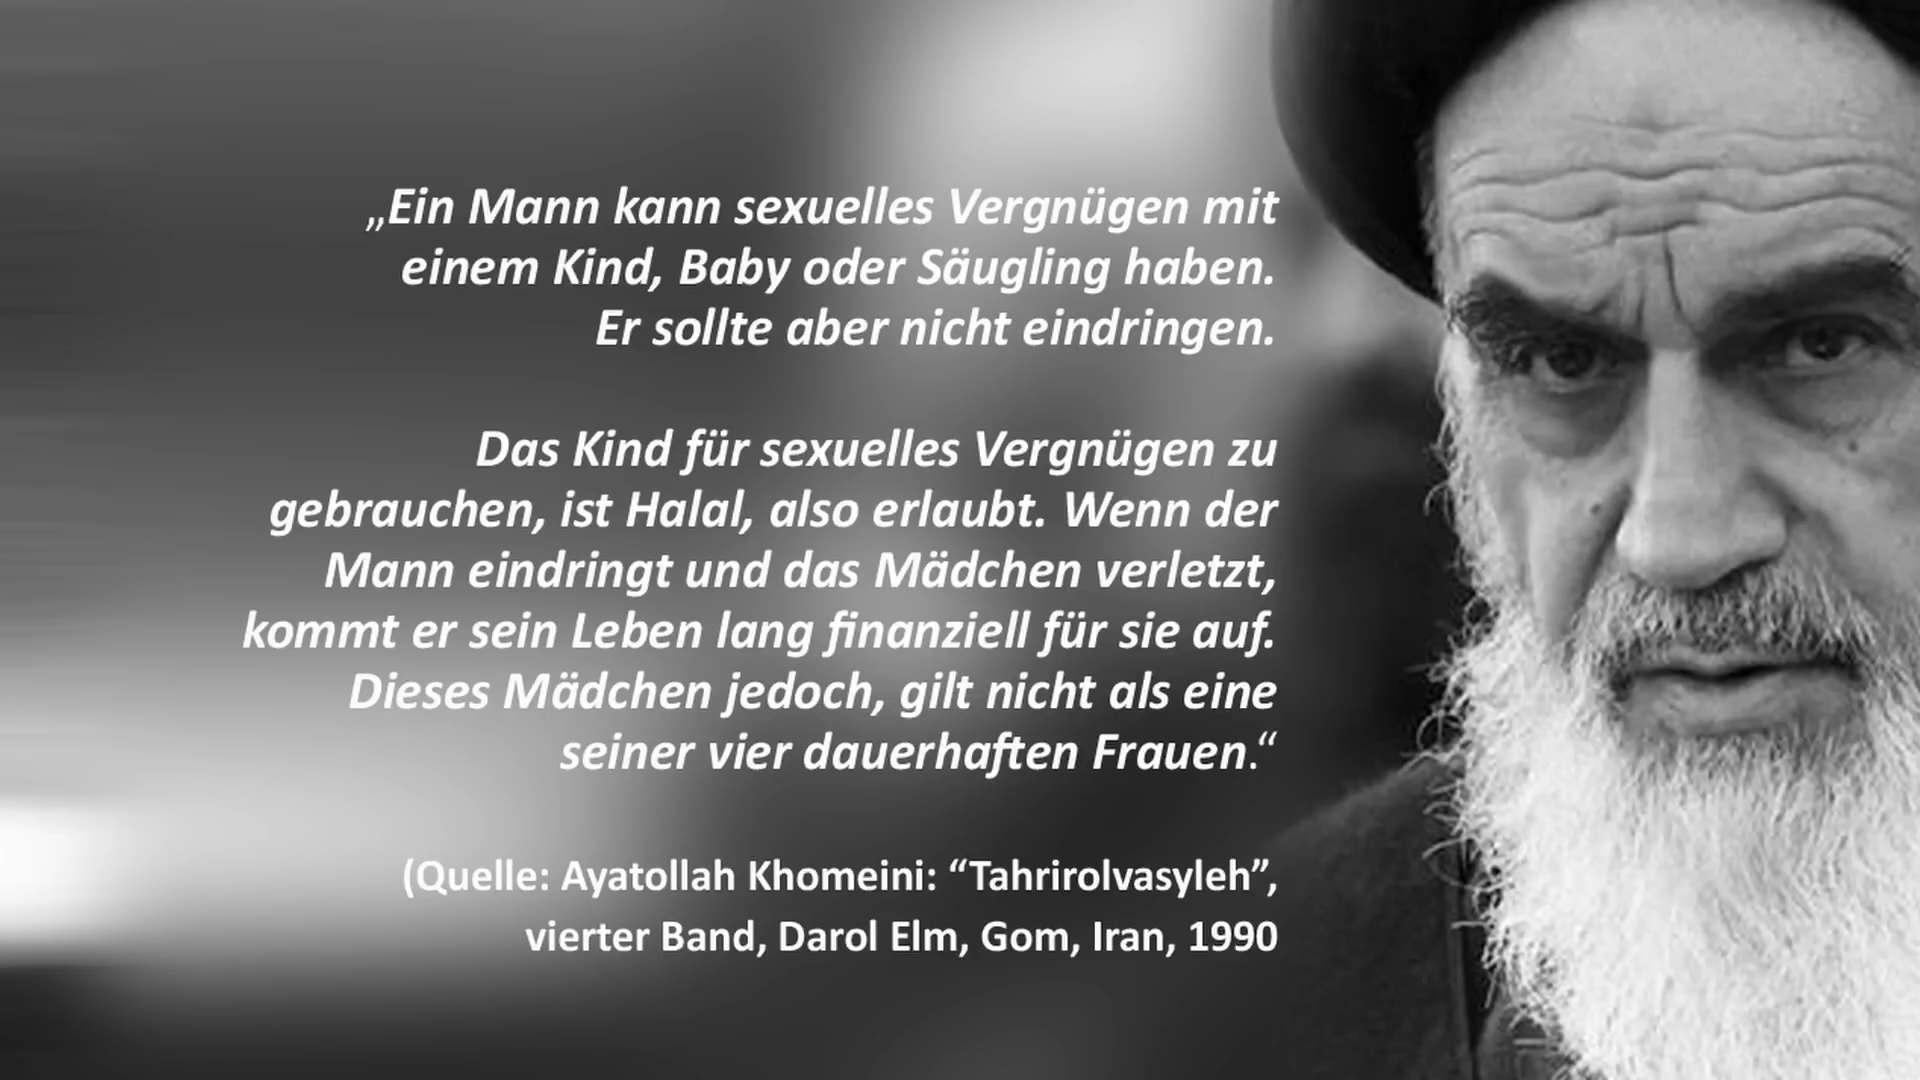 „Ein Mann kann sexuelles Vergnügen mit
einem Kind, Baby oder Säugling haben.
Er sollte aber nicht eindringen.
Das Kind für sexuelles Vergnügen zu
gebrauchen, ist Halal, also erlaubt. Wenn der
Mann eindringt und das Mädchen verletzt,
kommt er sein Leben lang finanziell für sie auf.
Dieses Mädchen jedoch, gilt nicht als eine
seiner vier dauerhaften Frauen.“
(Quelle: Ayatollah Khomeini: “Tahrirolvasyleh”,
vierter Band, Darol Elm, Gom, Iran, 1990